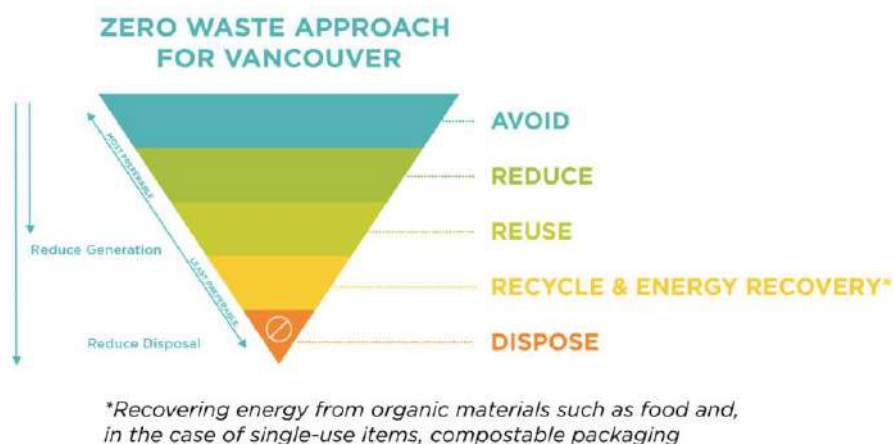 ZERO WASTE APPROACH
FOR VANCOUVER
AVOID
MOST PREFERABLE
REDUCE
REUSE
Reduce Generation
LEAST PREFERABLE
RECYCLE & ENERGY RECOVERY*
Reduce Disposal
DISPOSE
*Recovering energy from organic materials such as food and,
in the case of single-use items, compostable packaging